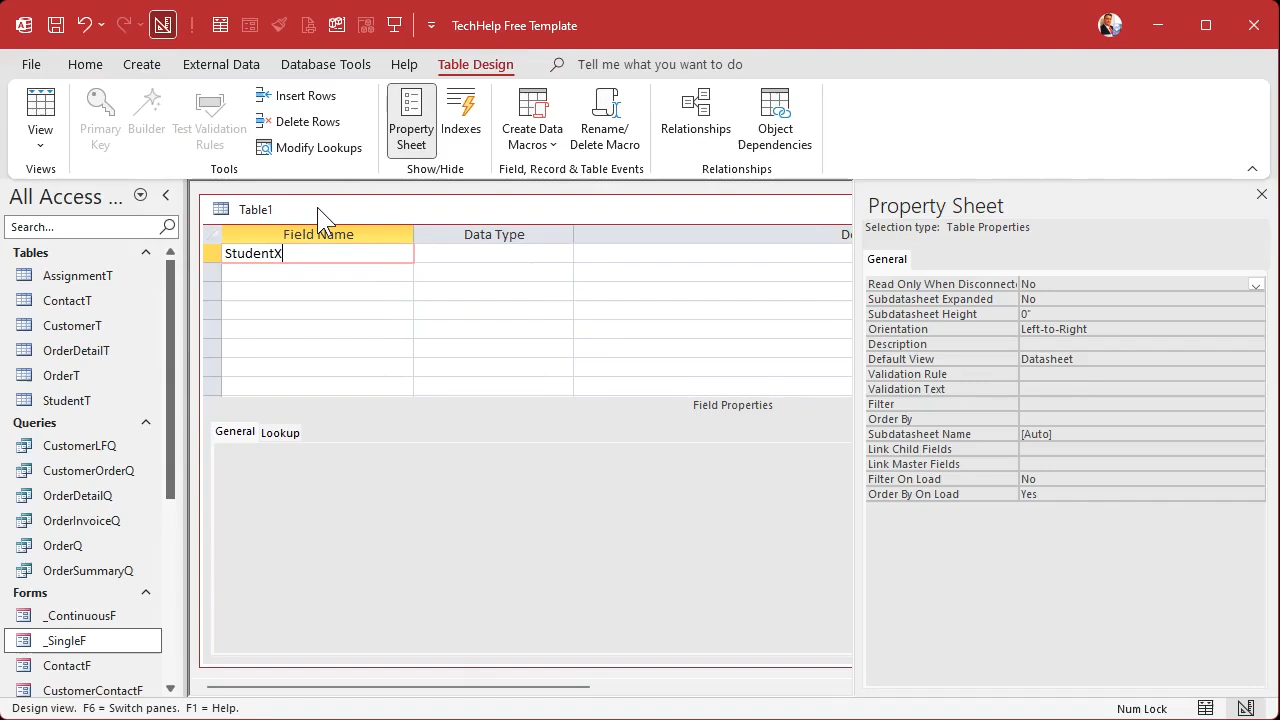 TechHelp Free Template
File Home Create External Data Database Tools Help Table Design Tell me what you want to do
View
Primary Key
Builder
Test Validation Rules
Insert Rows
Delete Rows
Modify Lookups
Property Sheet
Indexes
Create Data Macros
Rename/ Delete Macro
Relationships
Object Dependencies
Views Tools Show/Hide Field, Record & Table Events Relationships
All Access ...
Search...
Tables
AssignmentT
ContactT
CustomerT
OrderDetailT
OrderT
StudentT
Queries
CustomerLFQ
CustomerOrderQ
OrderDetailQ
OrderInvoiceQ
OrderQ
OrderSummaryQ
Forms
_ContinuousF
_SingleF
ContactF
CustomerContactF
Table1
Field Name Data Type De
StudentX
Field Properties
General Lookup
Property Sheet
Selection type: Table Properties
General
Read Only When Disconnecte No
Subdatasheet Expanded No
Subdatasheet Height 0"
Orientation Left-to-Right
Description
Default View Datasheet
Validation Rule
Validation Text
Filter
Order By
Subdatasheet Name [Auto]
Link Child Fields
Link Master Fields
Filter On Load No
Order By On Load Yes
Design view. F6 = Switch panes. F1 = Help. Num Lock